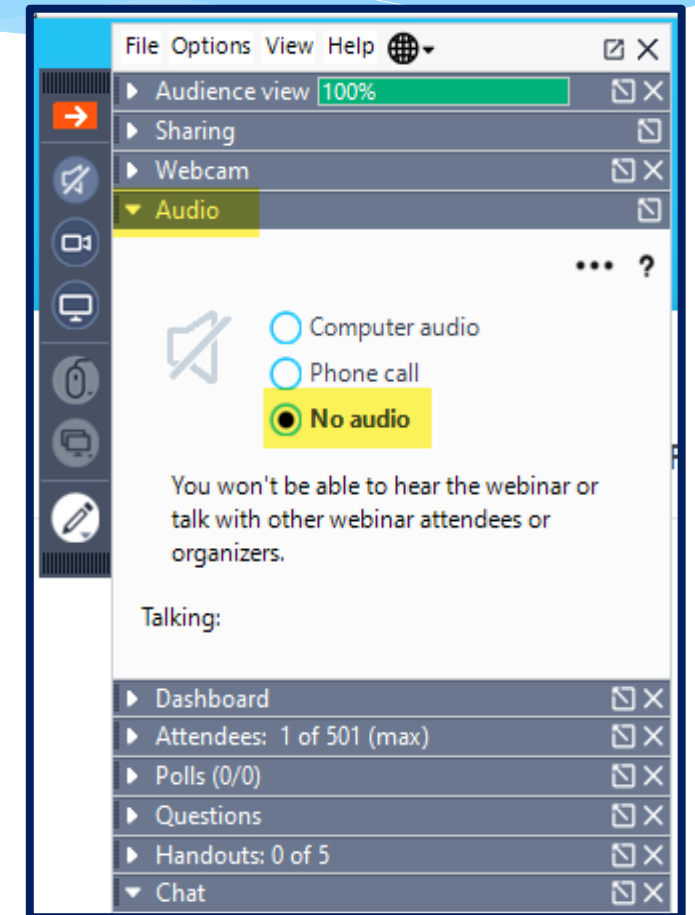 File Options View Help
Audience view 100%
Sharing
Webcam
Audio
... ?
Computer audio
Phone call
No audio
You won't be able to hear the webinar or
talk with other webinar attendees or
organizers.
Talking:
Dashboard
Attendees: 1 of 501 (max)
Polls (0/0)
Questions
Handouts: 0 of 5
Chat